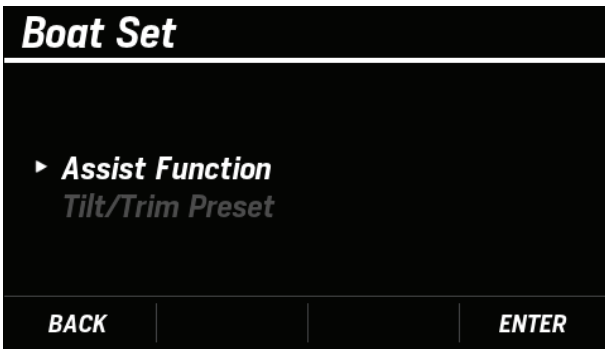 Boat Set
Assist Function
Tilt/Trim Preset
BACK ENTER